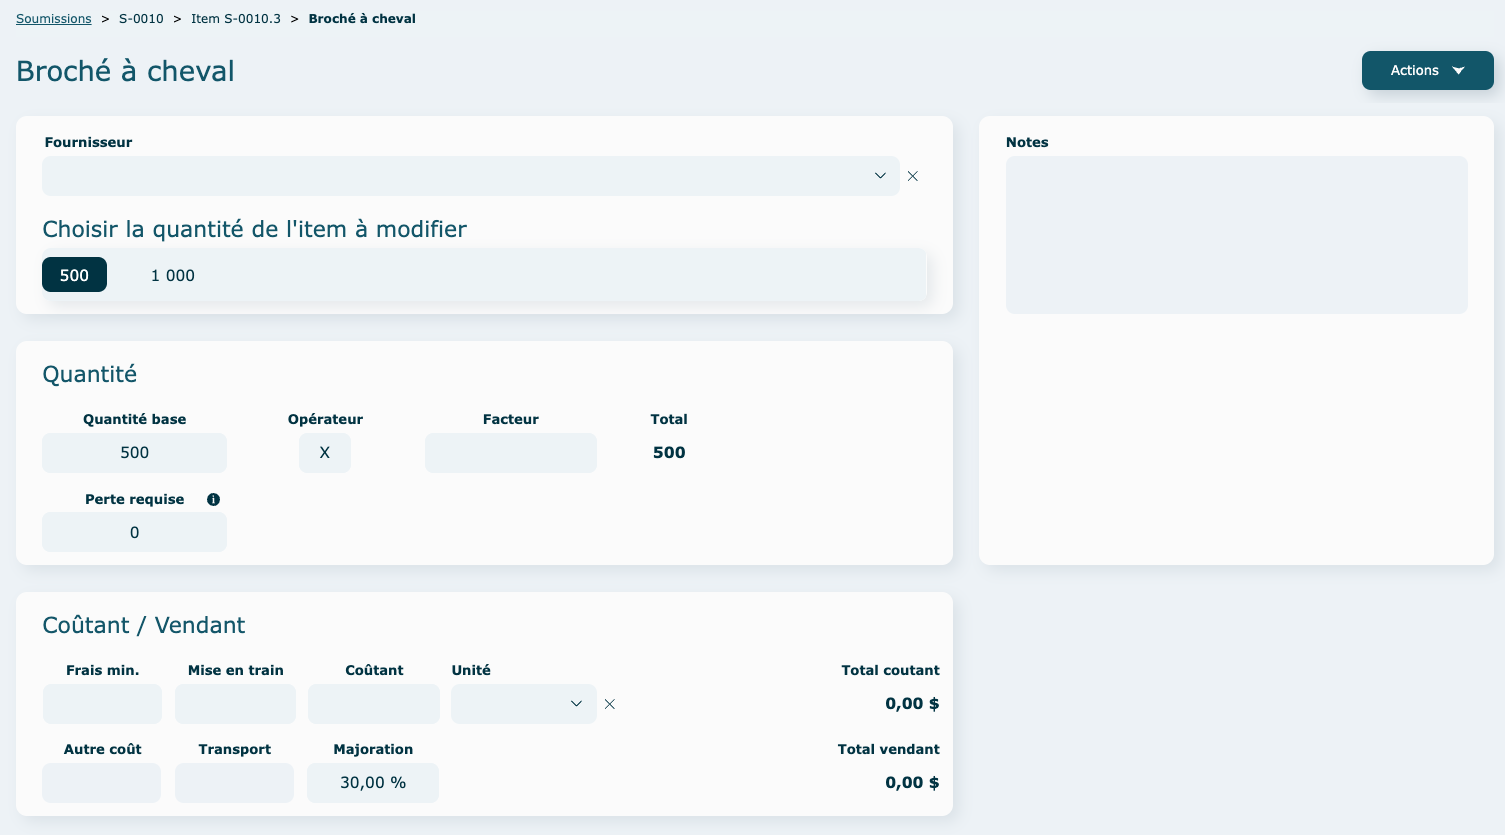 Soumissions > S-0010 > Item S-0010.3 > Broché à cheval
Broché à cheval
Actions
Fournisseur
Choisir la quantité de l'item à modifier
500 1 000
Notes
Quantité
Quantité base Opérateur Facteur Total
500 X 500
Perte requise
0
Coûtant / Vendant
Frais min. Mise en train Coûtant Unité Total coutant
0,00 $
Autre coût Transport Majoration Total vendant
30,00 % 0,00 $